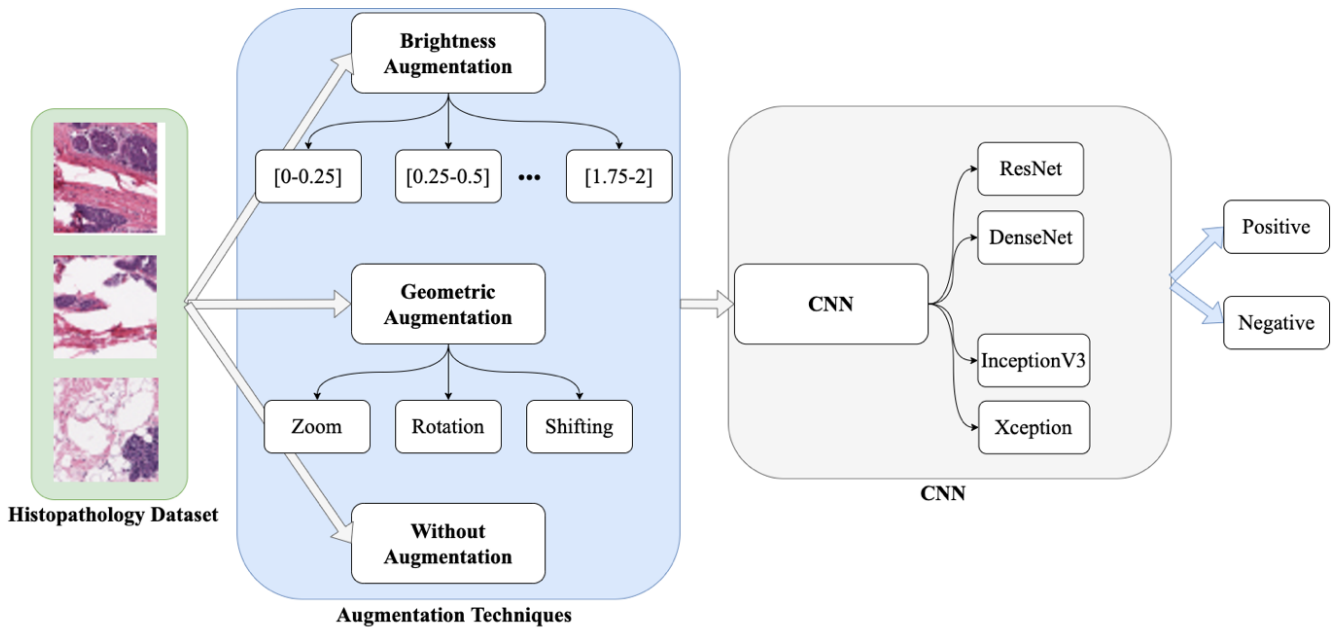 Histopathology Dataset
Brightness
Augmentation
[0-0.25]
[0.25-0.5]
•••
[1.75-2]
Geometric
Augmentation
Zoom
Rotation
Shifting
Without
Augmentation
Augmentation Techniques
CNN
ResNet
DenseNet
InceptionV3
Xception
CNN
Positive
Negative